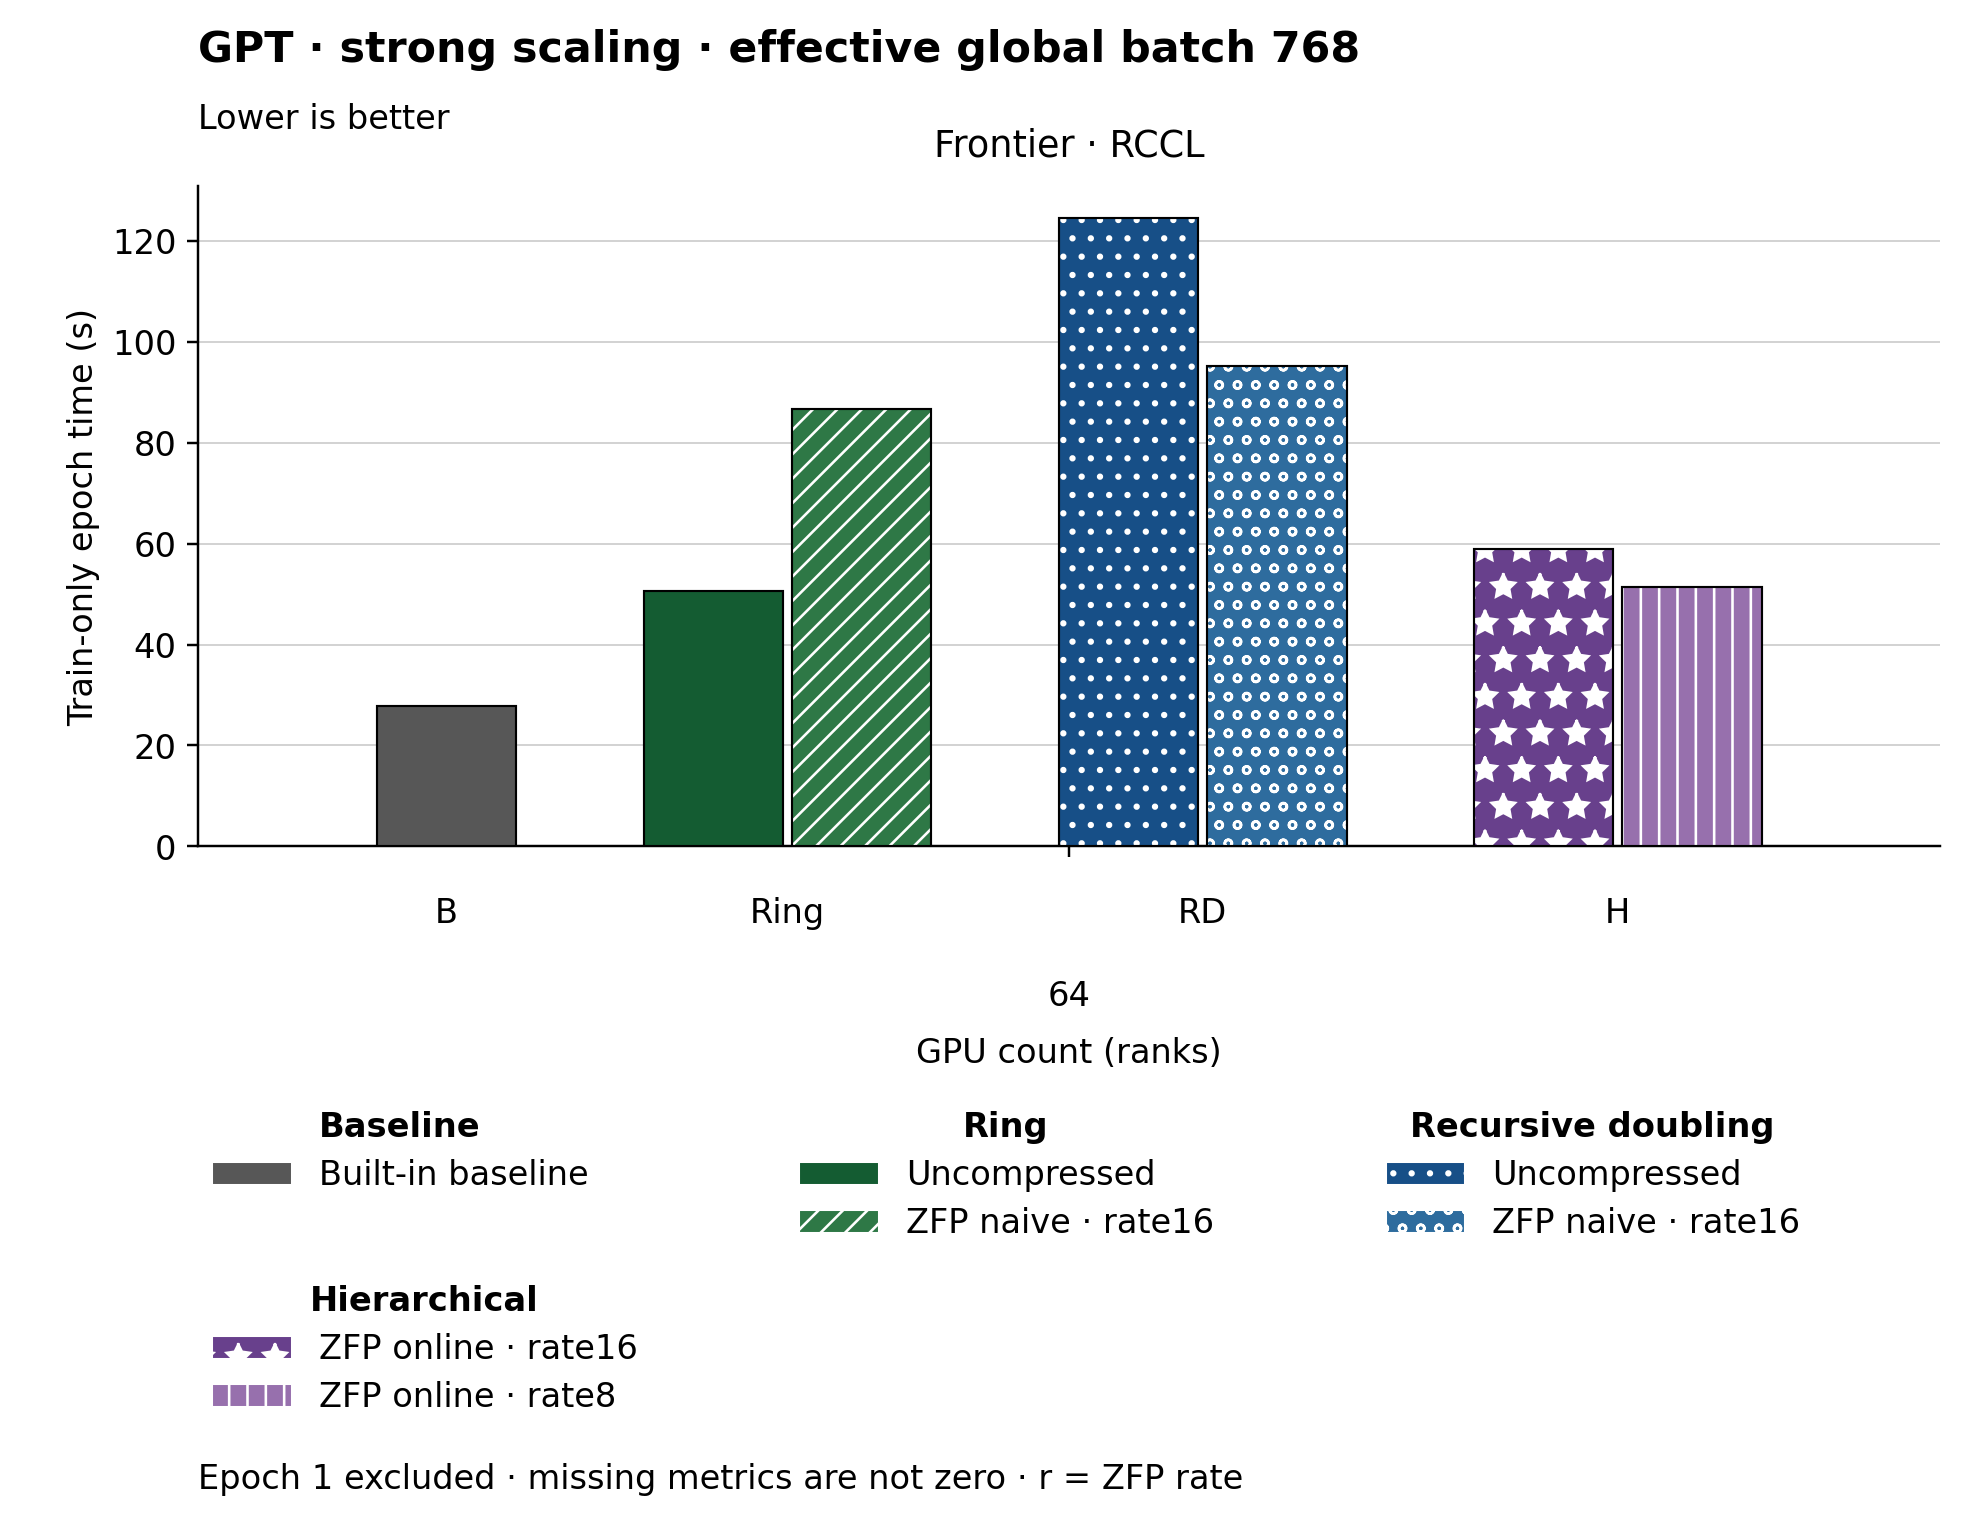 GPT · strong scaling · effective global batch 768
Lower is better
Frontier · RCCL
Train-only epoch time (s)
120
100
80
60
40
20
0
B Ring RD H
64
GPU count (ranks)
Baseline
Built-in baseline
Ring
Uncompressed
ZFP naive · rate16
Recursive doubling
Uncompressed
ZFP naive · rate16
Hierarchical
ZFP online · rate16
ZFP online · rate8
Epoch 1 excluded · missing metrics are not zero · r = ZFP rate